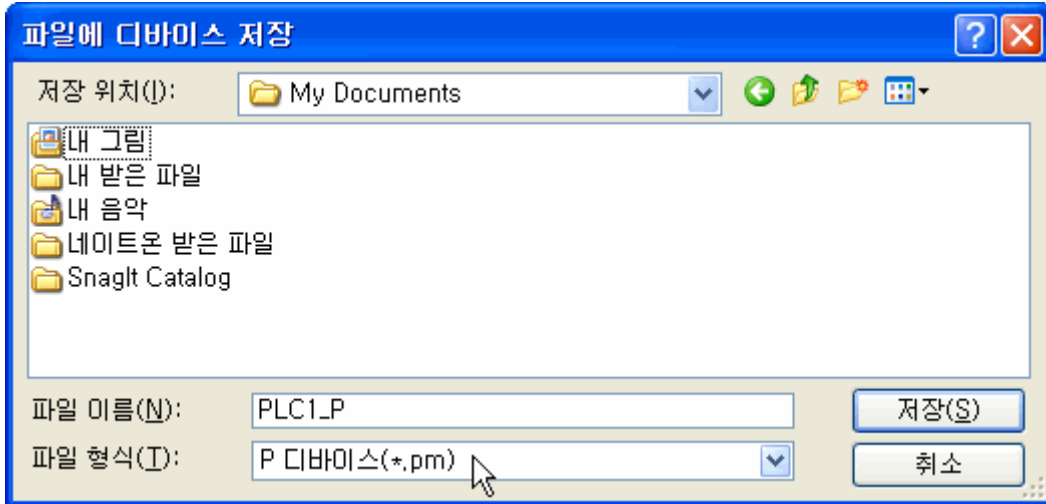 파일에 디바이스 저장
저장 위치(I): My Documents
내 그림
내 받은 파일
내 음악
네이트온 받은 파일
SnagIt Catalog
파일 이름(N): PLC1_P 저장(S)
파일 형식(T): P 디바이스(*.pm) 취소